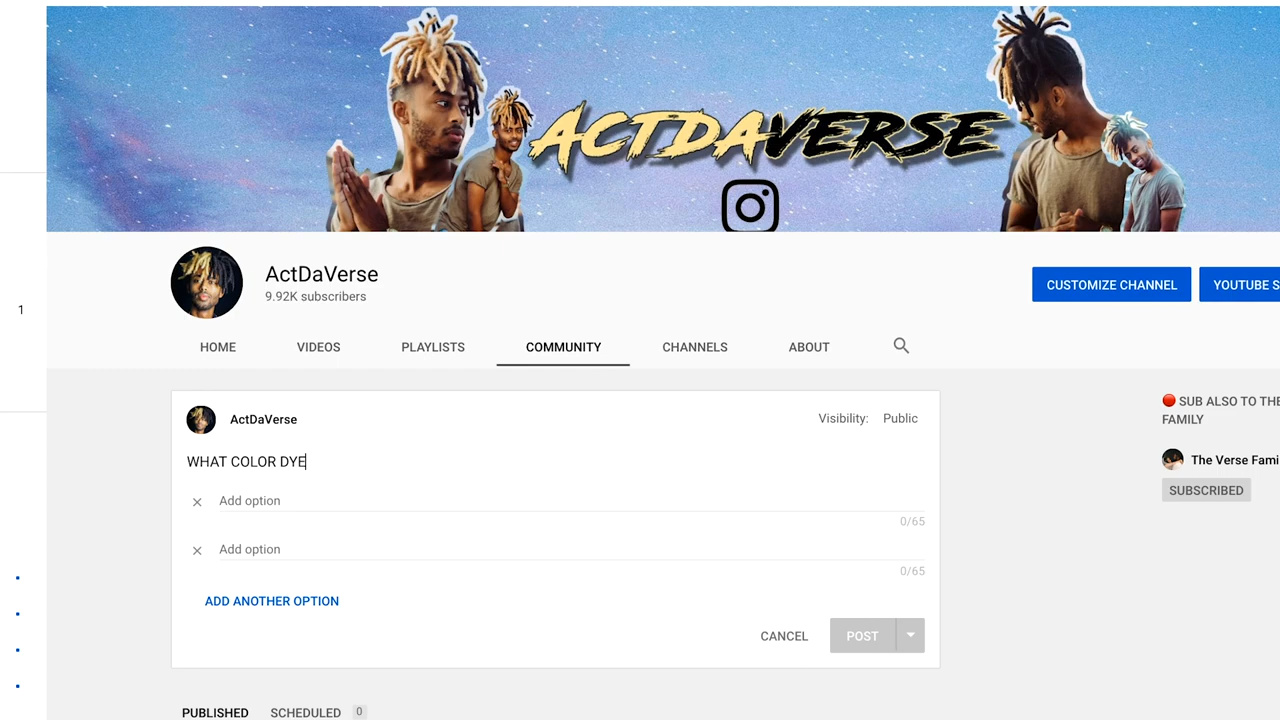 ACTDAVERSE
ActDaVerse
9.92K subscribers
CUSTOMIZE CHANNEL
YOUTUBE S
1
HOME
VIDEOS
PLAYLISTS
COMMUNITY
CHANNELS
ABOUT
ActDaVerse
Visibility: Public
WHAT COLOR DYE
Add option
0/65
Add option
0/65
ADD ANOTHER OPTION
CANCEL
POST
SUB ALSO TO THE
FAMILY
The Verse Fami
SUBSCRIBED
PUBLISHED
SCHEDULED 0